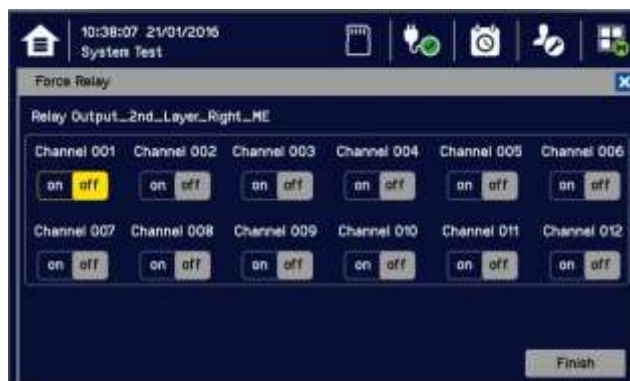 10:38:07 21/01/2016
System Test
Force Relay
Relay Output_2nd_Layer_Right_ME
Channel 001 Channel 002 Channel 003 Channel 004 Channel 005 Channel 006
on off on off on off on off on off on off
Channel 007 Channel 008 Channel 009 Channel 010 Channel 011 Channel 012
on off on off on off on off on off on off
Finish